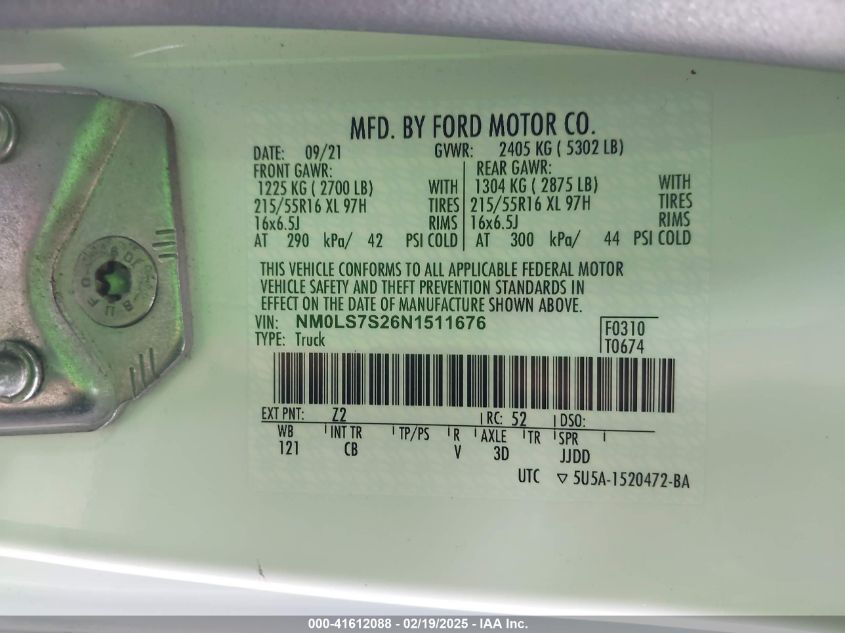 MFD. BY FORD MOTOR CO.
DATE: 09/21 GVWR: 2405 KG ( 5302 LB)
FRONT GAWR: REAR GAWR:
1225 KG ( 2700 LB) WITH 1304 KG ( 2875 LB) WITH
215/55R16 XL 97H TIRES 215/55R16 XL 97H TIRES
16x6.5J RIMS 16x6.5J RIMS
AT 290 kPa/ 42 PSI COLD AT 300 kPa/ 44 PSI COLD
THIS VEHICLE CONFORMS TO ALL APPLICABLE FEDERAL MOTOR
VEHICLE SAFETY AND THEFT PREVENTION STANDARDS IN
EFFECT ON THE DATE OF MANUFACTURE SHOWN ABOVE.
VIN: NM0LS7S26N1511676 F0310
TYPE: Truck T0674
EXT PNT: Z2 RC: 52 DSO:
WB INT TR TP/PS R AXLE TR SPR
121 CB V 3D JJDD
UTC ▽ 5U5A-1520472-BA
000-41612088 - 02/19/2025 - IAA Inc.